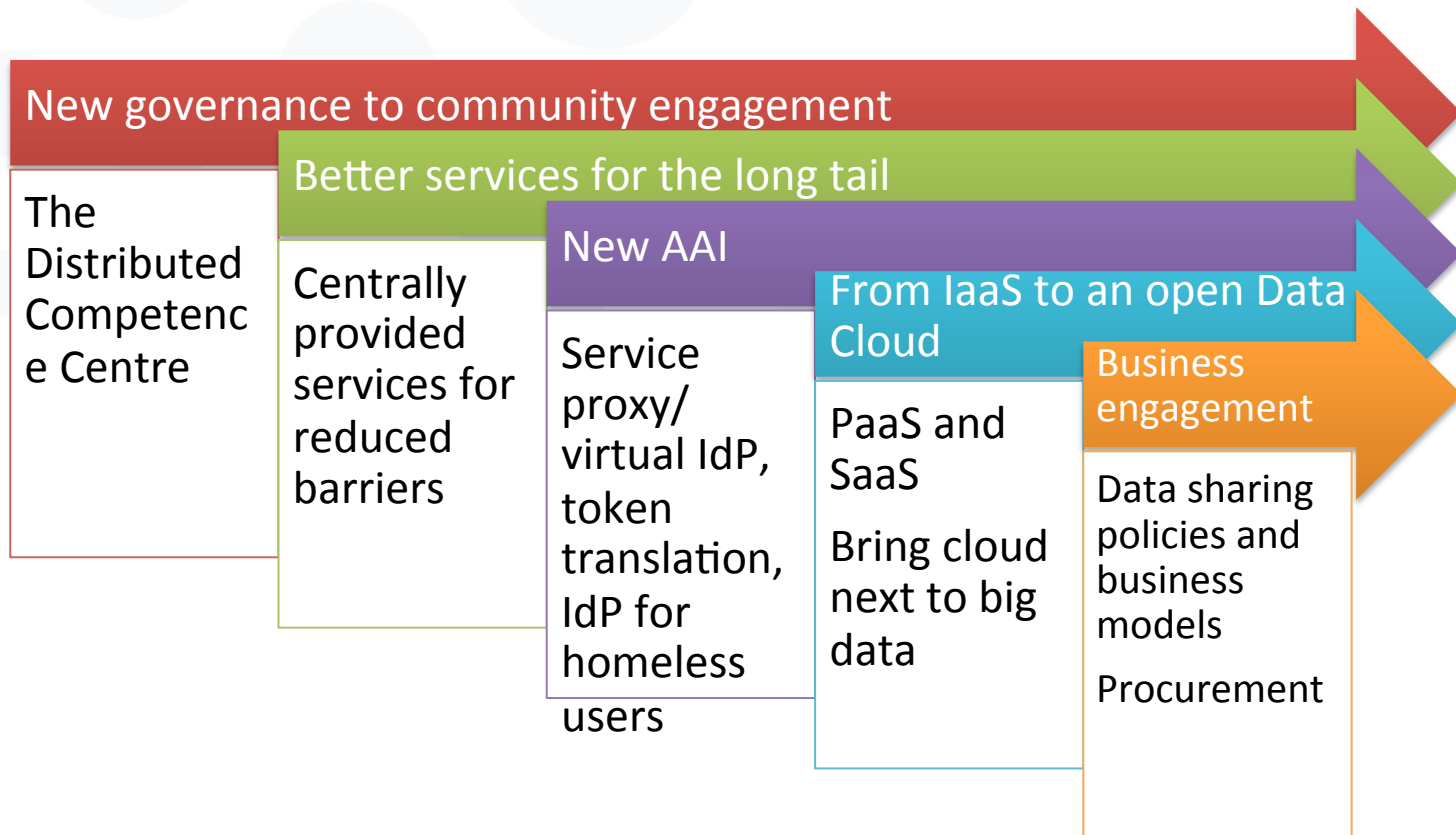 New governance to community engagement
The
Distributed
Competenc
e Centre
Better services for the long tail
Centrally
provided
services for
reduced
barriers
New AAI
Service
proxy/
virtual IdP,
token
translation,
IdP for
homeless
users
From IaaS to an open Data
Cloud
PaaS and
SaaS
Bring cloud
next to big
data
Business
engagement
Data sharing
policies and
business
models
Procurement